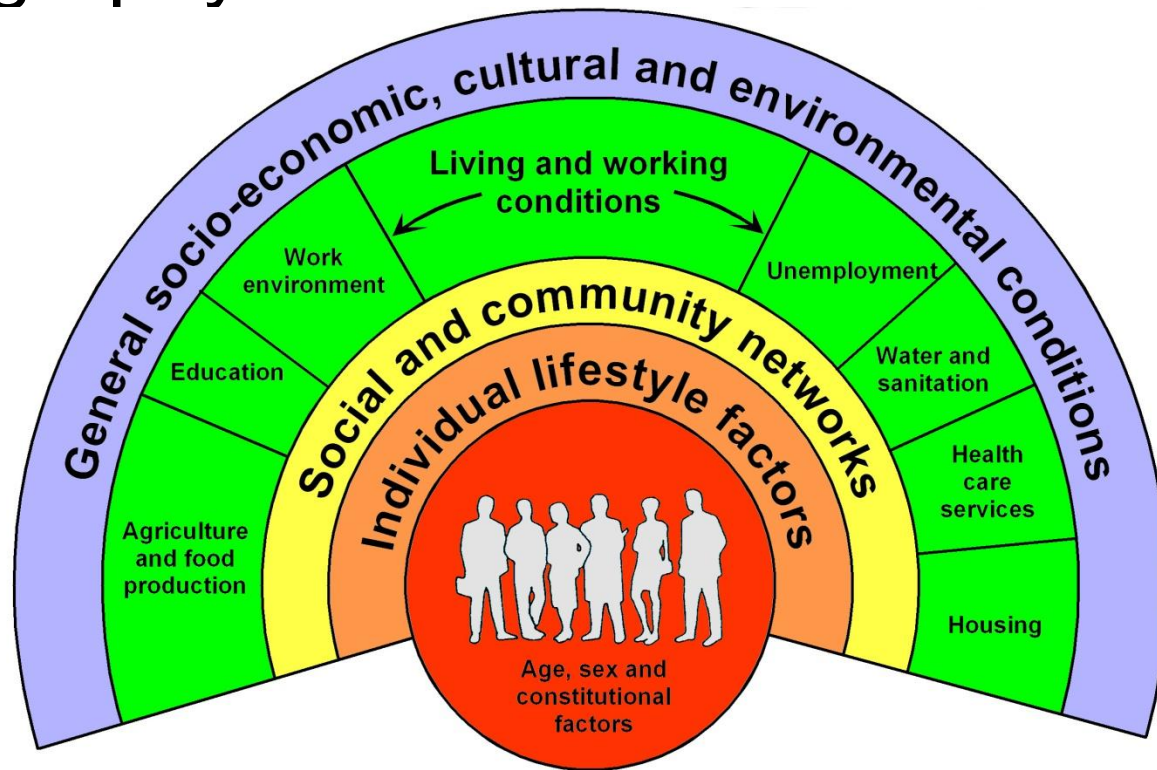 General socio-economic, cultural and environmental conditions
Living and working
conditions
Work
environment
Unemployment
Education
Water and
sanitation
Agriculture
and food
production
Health
care
services
Housing
Social and community networks
Individual lifestyle factors
Age, sex and
constitutional
factors